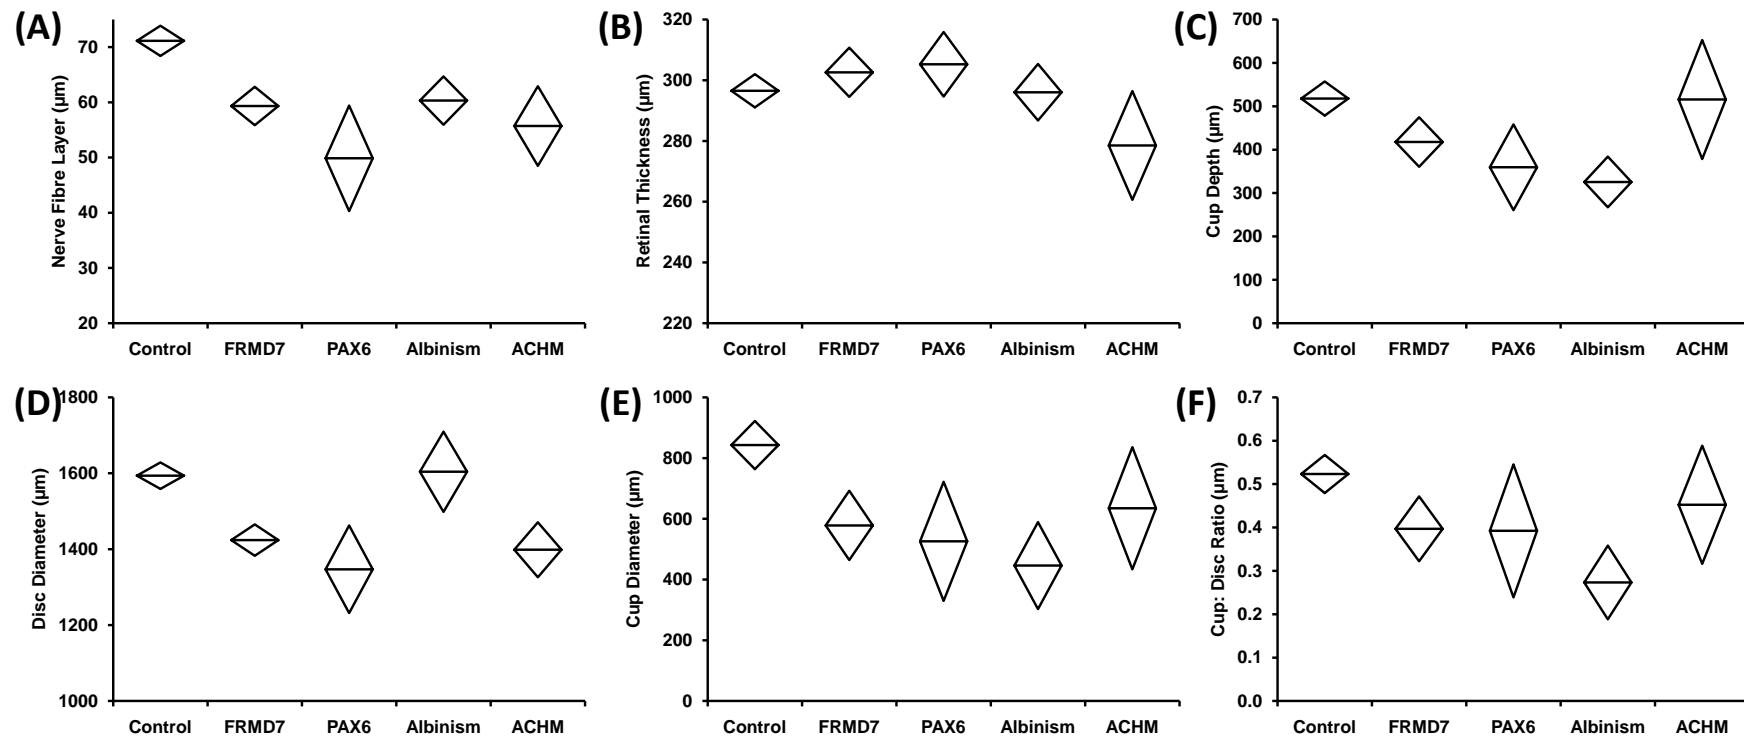 (A)
Nerve Fibre Layer (µm)
70
60
50
40
30
20
Control FRMD7 PAX6 Albinism ACHM
(B)
Retinal Thickness (µm)
320
300
280
260
240
220
Control FRMD7 PAX6 Albinism ACHM
(C)
Cup Depth (µm)
700
600
500
400
300
200
100
0
Control FRMD7 PAX6 Albinism ACHM
(D)
Disc Diameter (µm)
1800
1600
1400
1200
1000
Control FRMD7 PAX6 Albinism ACHM
(E)
Cup Diameter (µm)
1000
800
600
400
200
0
Control FRMD7 PAX6 Albinism ACHM
(F)
Cup: Disc Ratio (µm)
0.7
0.6
0.5
0.4
0.3
0.2
0.1
0.0
Control FRMD7 PAX6 Albinism ACHM